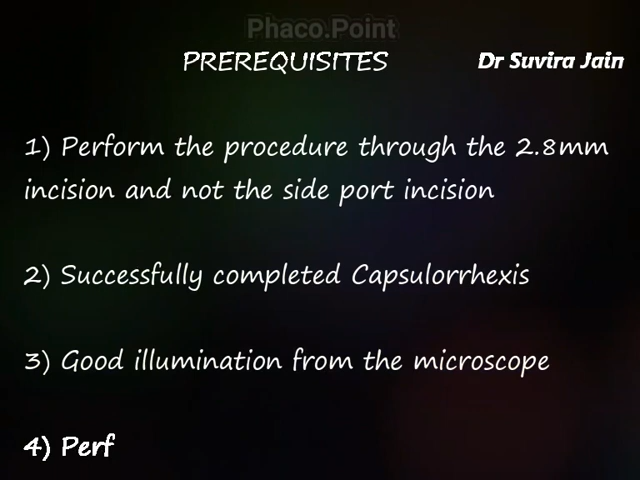 Phaco.Point
PREREQUISITES
Dr Suvira Jain
1) Perform the procedure through the 2.8mm
incision and not the side port incision
2) Successfully completed Capsulorrhexis
3) Good illumination from the microscope
4) Perf